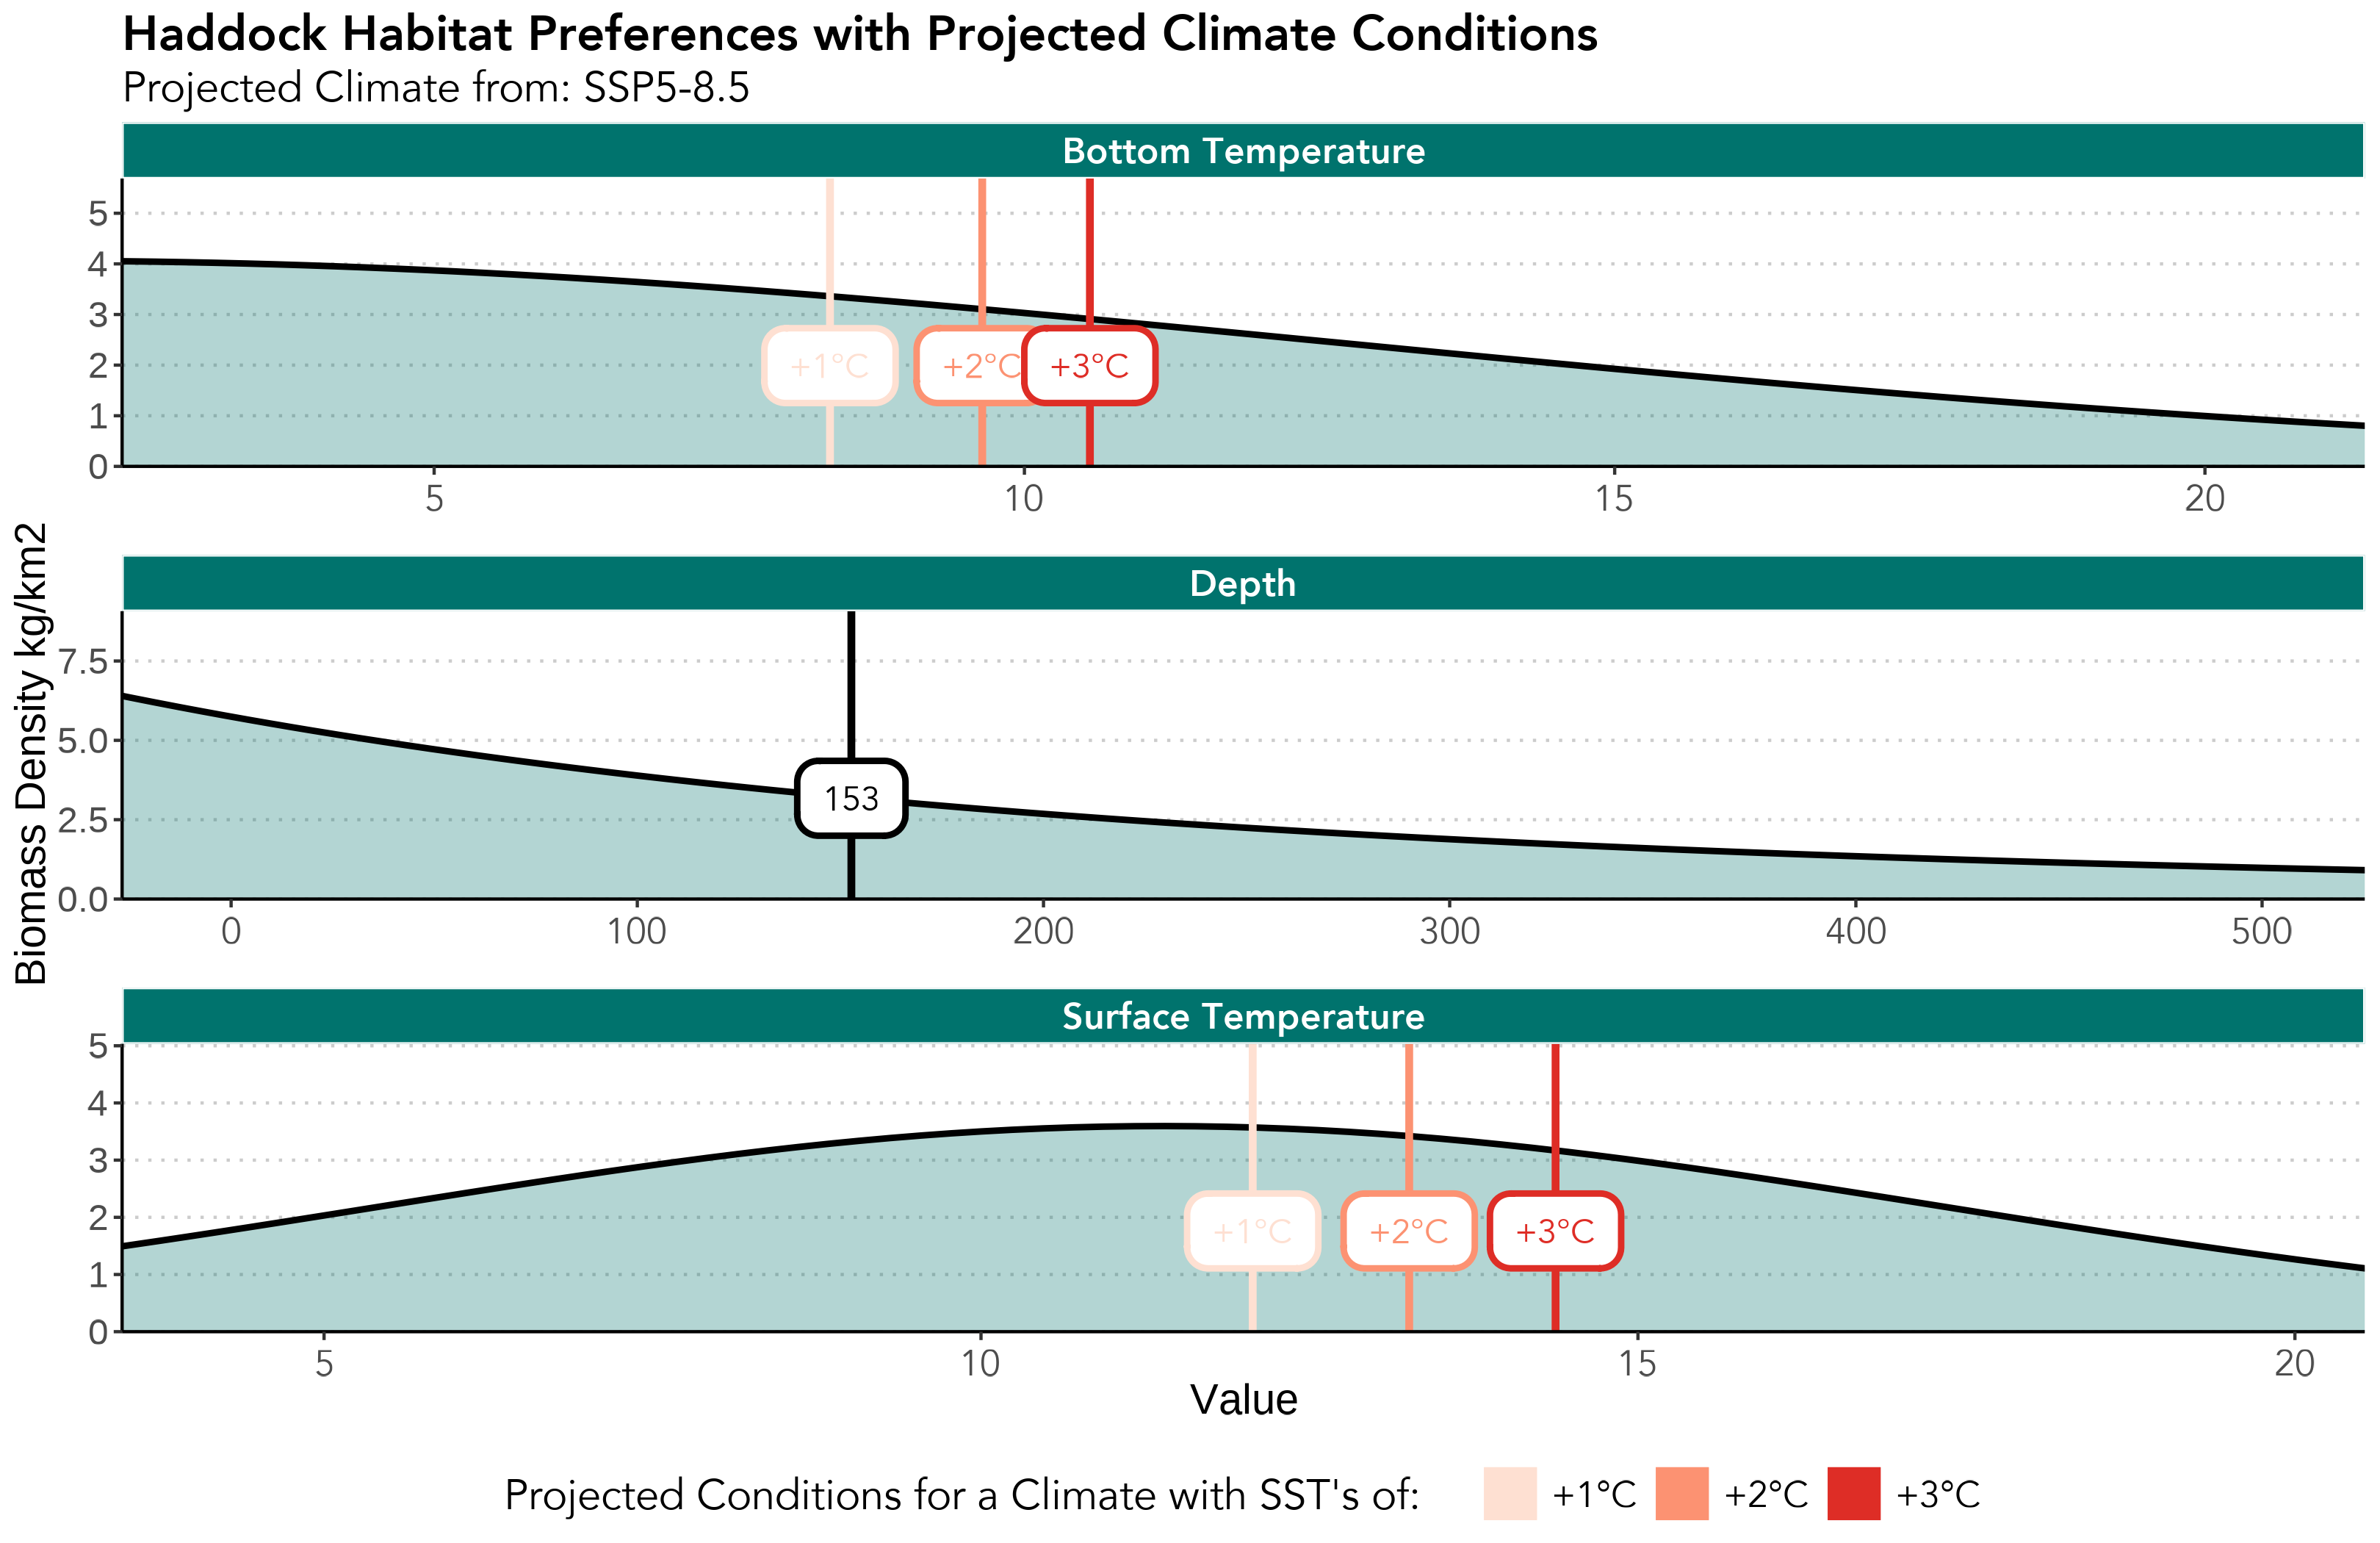 Haddock Habitat Preferences with Projected Climate Conditions
Projected Climate from: SSP5-8.5
Bottom Temperature
5
4
3
2
1
0
+1°C
+2°C
+3°C
5 10 15 20
Biomass Density kg/km2
Depth
7.5
5.0
2.5
0.0
153
0 100 200 300 400 500
Surface Temperature
5
4
3
2
1
0
+1°C
+2°C
+3°C
5 10 15 20
Value
Projected Conditions for a Climate with SST's of: +1°C +2°C +3°C